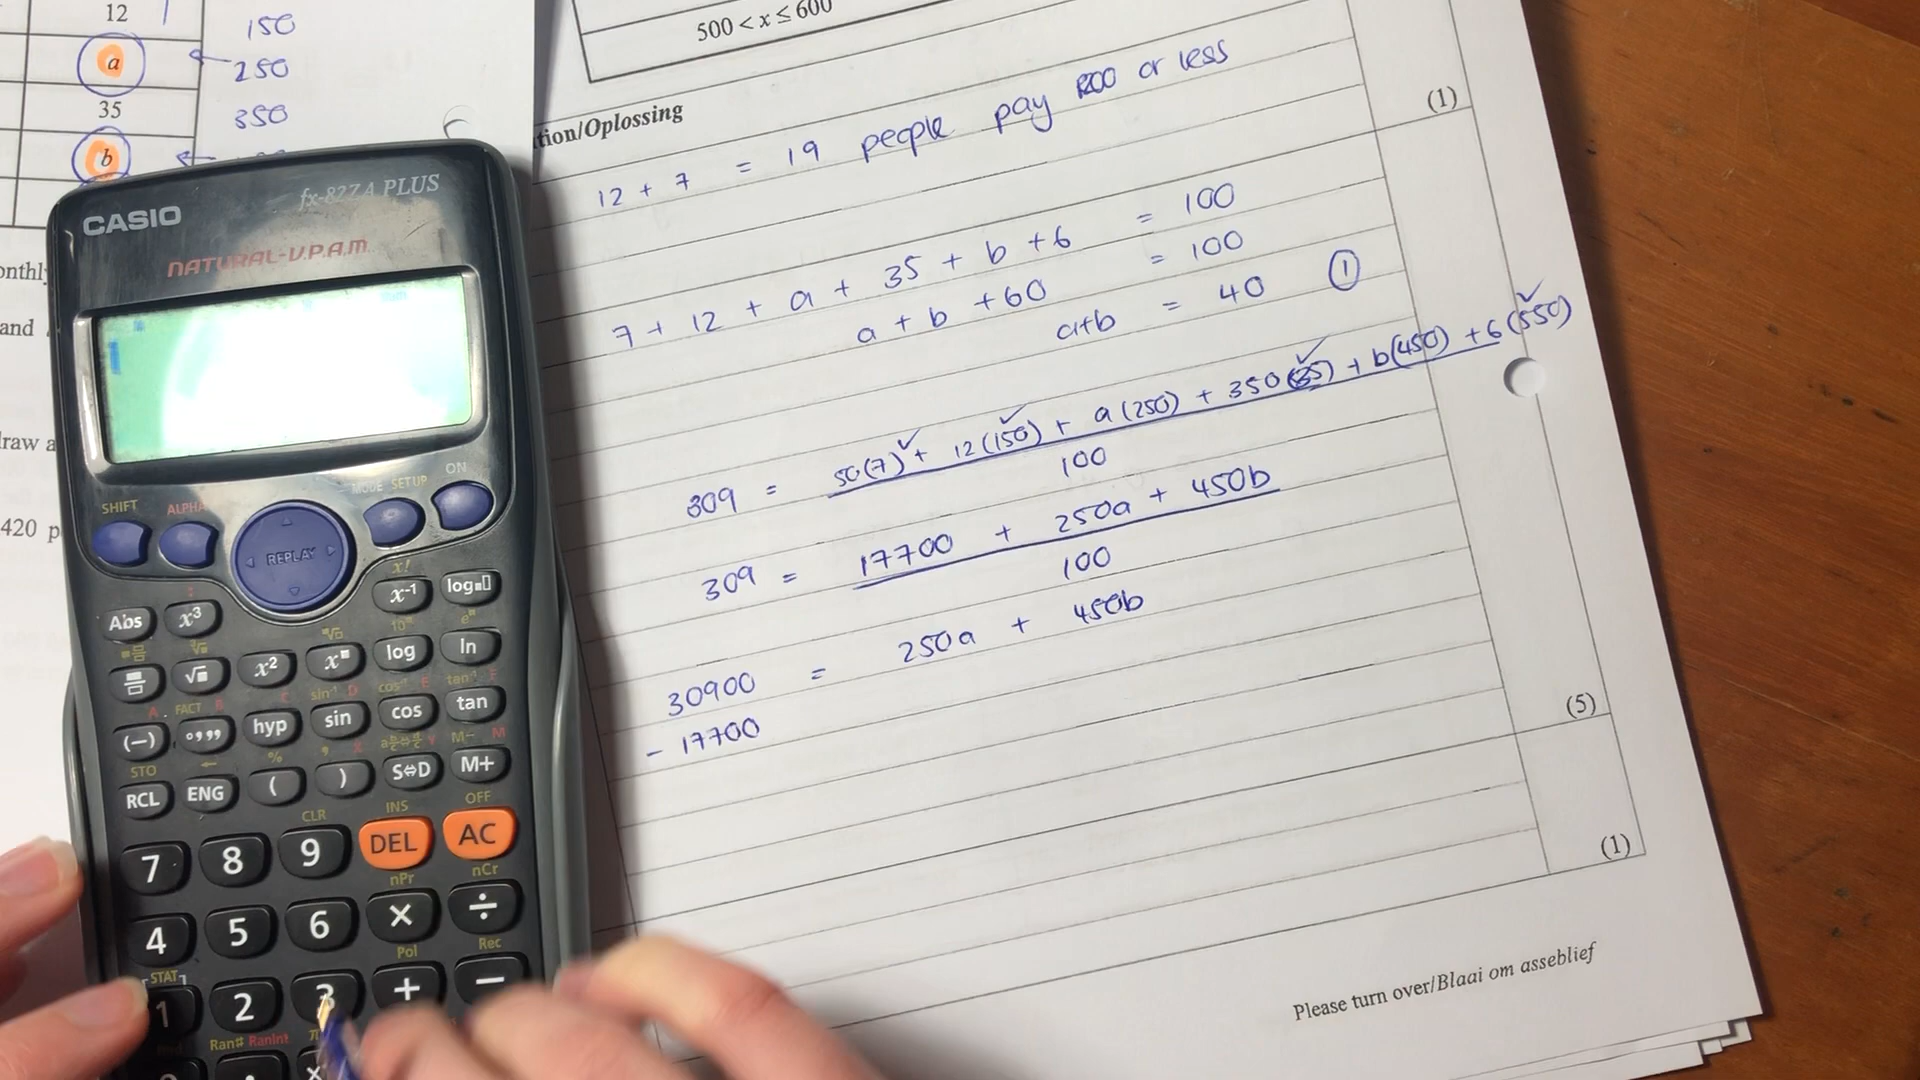 12
a
35
b
150
250
350
500 < x ≤ 600
tion/Oplossing
(1)
12 + 7 = 19 people pay R200 or less
7 + 12 + a + 35 + b + 6 = 100
a + b + 60 = 100
a+b = 40 ①
309 = 50(7) + 12(150) + a(250) + 350(35) + b(450) + 6(550)
100
309 = 17700 + 250a + 450b
100
30900 = 250a + 450b
- 17700
(5)
(1)
Please turn over/Blaai om asseblief
onthl
and
raw a
420 p
CASIO
fx-82ZA PLUS
NATURAL-V.P.A.M.
SHIFT ALPHA REPLAY MODE SETUP ON
x! 
Abs x³ x⁻¹ log
√ x² x log ln
(−) °,,, hyp sin cos tan
STO
RCL ENG ( ) S⇔D M+
CLR INS OFF
7 8 9 DEL AC
nPr nCr
4 5 6 × ÷
STAT Pol Rec
1 2 3 + −
Ran# RanInt π